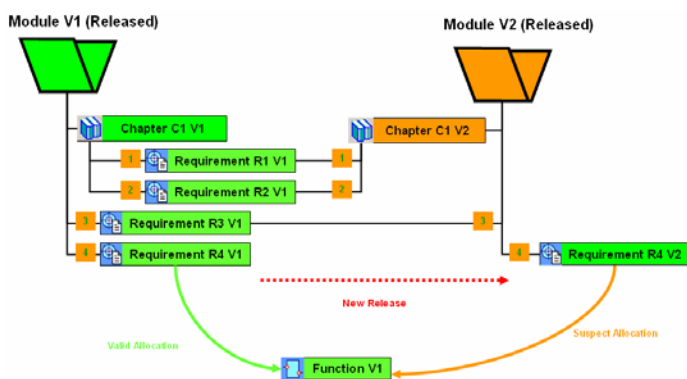 Module V1 (Released)
Module V2 (Released)
Chapter C1 V1
Chapter C1 V2
1
Requirement R1 V1
1
2
Requirement R2 V1
2
3
Requirement R3 V1
3
4
Requirement R4 V1
4
Requirement R4 V2
New Release
Suspect Allocation
Valid Allocation
Function V1